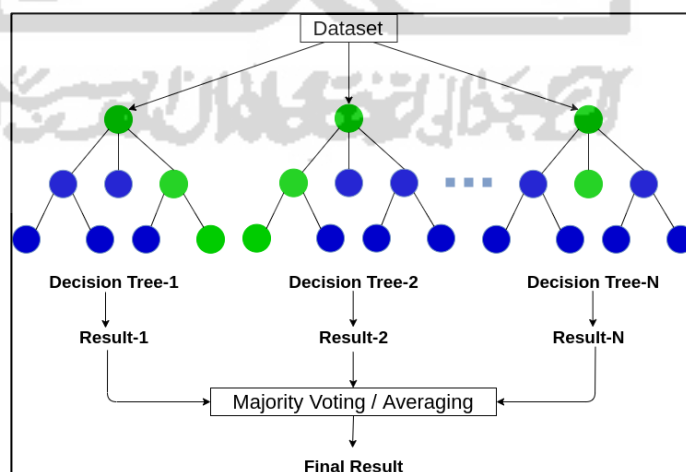 Dataset
Decision Tree-1
Decision Tree-2
Decision Tree-N
Result-1
Result-2
Result-N
Majority Voting / Averaging
Final Result